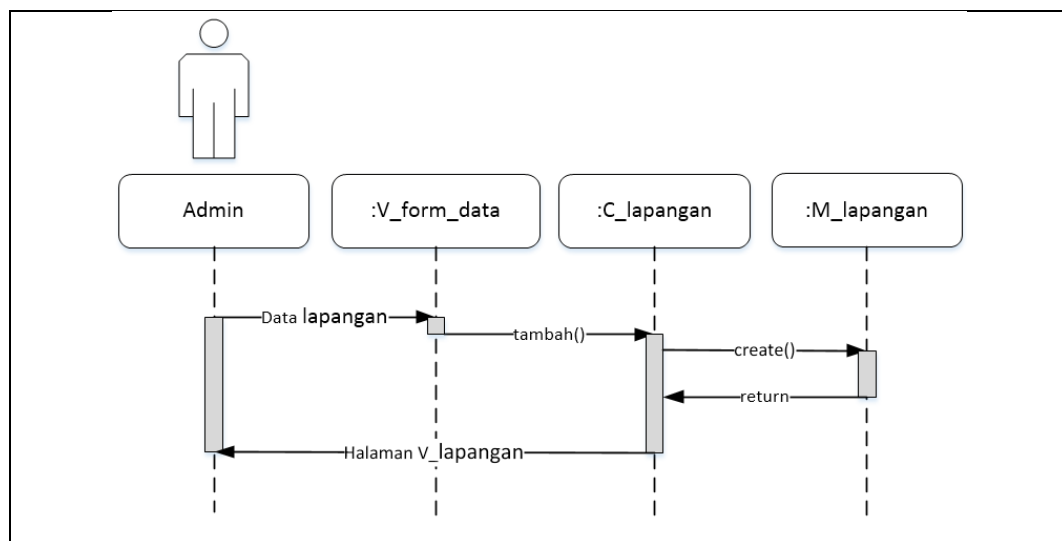 Admin
:V_form_data
:C_lapangan
:M_lapangan
Data lapangan
tambah()
create()
return
Halaman V_lapangan